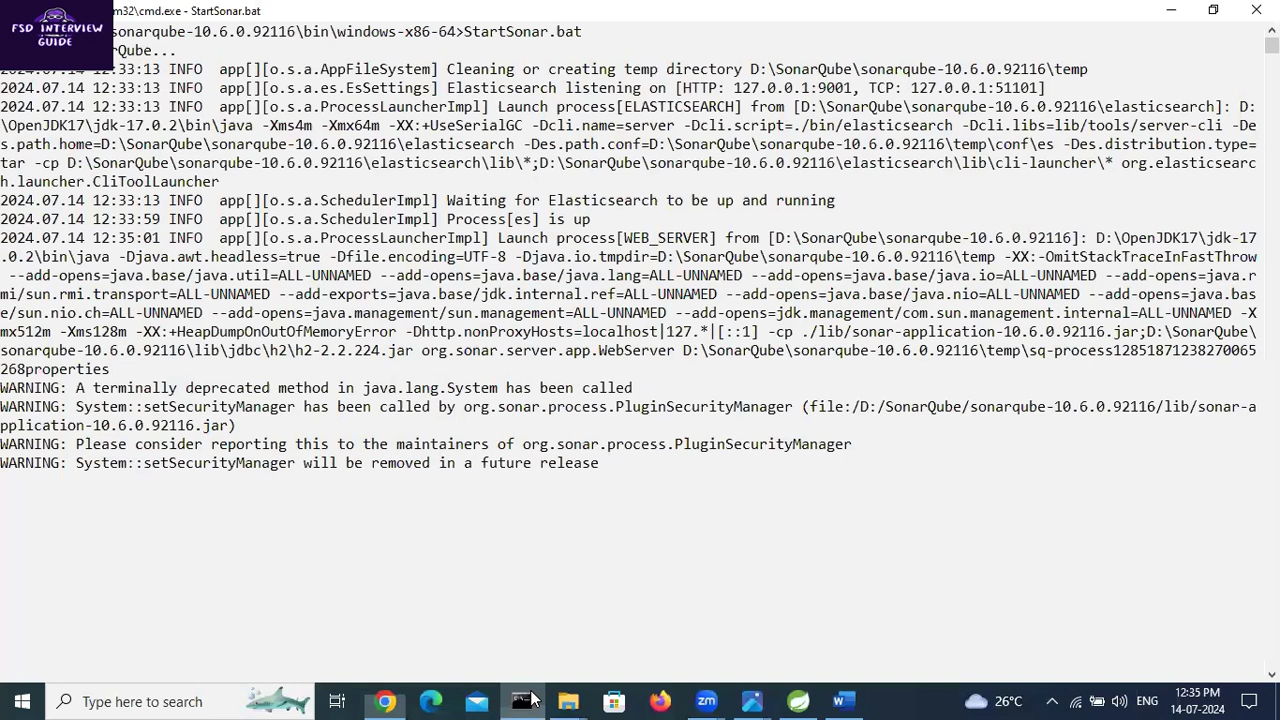 m32\cmd.exe - StartSonar.bat
FSD INTERVIEW
GUIDE
sonarqube-10.6.0.92116\bin\windows-x86-64>StartSonar.bat
Qube...
2024.07.14 12:33:13 INFO  app[][o.s.a.AppFileSystem] Cleaning or creating temp directory D:\SonarQube\sonarqube-10.6.0.92116\temp
2024.07.14 12:33:13 INFO  app[][o.s.a.es.EsSettings] Elasticsearch listening on [HTTP: 127.0.0.1:9001, TCP: 127.0.0.1:51101]
2024.07.14 12:33:13 INFO  app[][o.s.a.ProcessLauncherImpl] Launch process[ELASTICSEARCH] from [D:\SonarQube\sonarqube-10.6.0.92116\elasticsearch]: D:
\OpenJDK17\jdk-17.0.2\bin\java -Xms4m -Xmx64m -XX:+UseSerialGC -Dcli.name=server -Dcli.script=./bin/elasticsearch -Dcli.libs=lib/tools/server-cli -De
s.path.home=D:\SonarQube\sonarqube-10.6.0.92116\elasticsearch -Des.path.conf=D:\SonarQube\sonarqube-10.6.0.92116\temp\conf\es -Des.distribution.type=
tar -cp D:\SonarQube\sonarqube-10.6.0.92116\elasticsearch\lib\*;D:\SonarQube\sonarqube-10.6.0.92116\elasticsearch\lib\cli-launcher\* org.elasticsearc
h.launcher.CliToolLauncher
2024.07.14 12:33:13 INFO  app[][o.s.a.SchedulerImpl] Waiting for Elasticsearch to be up and running
2024.07.14 12:33:59 INFO  app[][o.s.a.SchedulerImpl] Process[es] is up
2024.07.14 12:35:01 INFO  app[][o.s.a.ProcessLauncherImpl] Launch process[WEB_SERVER] from [D:\SonarQube\sonarqube-10.6.0.92116]: D:\OpenJDK17\jdk-17
.0.2\bin\java -Djava.awt.headless=true -Dfile.encoding=UTF-8 -Djava.io.tmpdir=D:\SonarQube\sonarqube-10.6.0.92116\temp -XX:-OmitStackTraceInFastThrow
--add-opens=java.base/java.util=ALL-UNNAMED --add-opens=java.base/java.lang=ALL-UNNAMED --add-opens=java.base/java.io=ALL-UNNAMED --add-opens=java.r
mi/sun.rmi.transport=ALL-UNNAMED --add-exports=java.base/jdk.internal.ref=ALL-UNNAMED --add-opens=java.base/java.nio=ALL-UNNAMED --add-opens=java.bas
e/sun.nio.ch=ALL-UNNAMED --add-opens=java.management/sun.management=ALL-UNNAMED --add-opens=jdk.management/com.sun.management.internal=ALL-UNNAMED -X
mx512m -Xms128m -XX:+HeapDumpOnOutOfMemoryError -Dhttp.nonProxyHosts=localhost|127.*|[::1] -cp ./lib/sonar-application-10.6.0.92116.jar;D:\SonarQube\
sonarqube-10.6.0.92116\lib\jdbc\h2\h2-2.2.224.jar org.sonar.server.app.WebServer D:\SonarQube\sonarqube-10.6.0.92116\temp\sq-process12851871238270065
268properties
WARNING: A terminally deprecated method in java.lang.System has been called
WARNING: System::setSecurityManager has been called by org.sonar.process.PluginSecurityManager (file:/D:/SonarQube/sonarqube-10.6.0.92116/lib/sonar-a
pplication-10.6.0.92116.jar)
WARNING: Please consider reporting this to the maintainers of org.sonar.process.PluginSecurityManager
WARNING: System::setSecurityManager will be removed in a future release
Type here to search
26°C
ENG
12:35 PM
14-07-2024